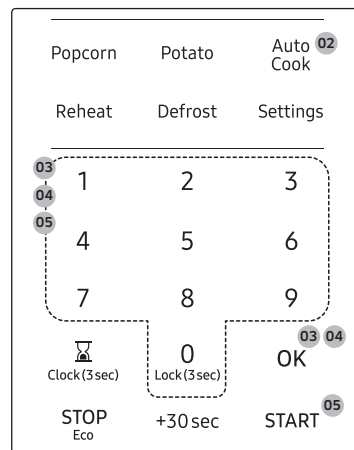 Popcorn Potato Auto Cook 02
Reheat Defrost Settings
03
1 2 3
04
05
4 5 6
7 8 9
03 04
0 OK
Clock(3 sec) Lock(3 sec)
STOP +30 sec START 05
Eco